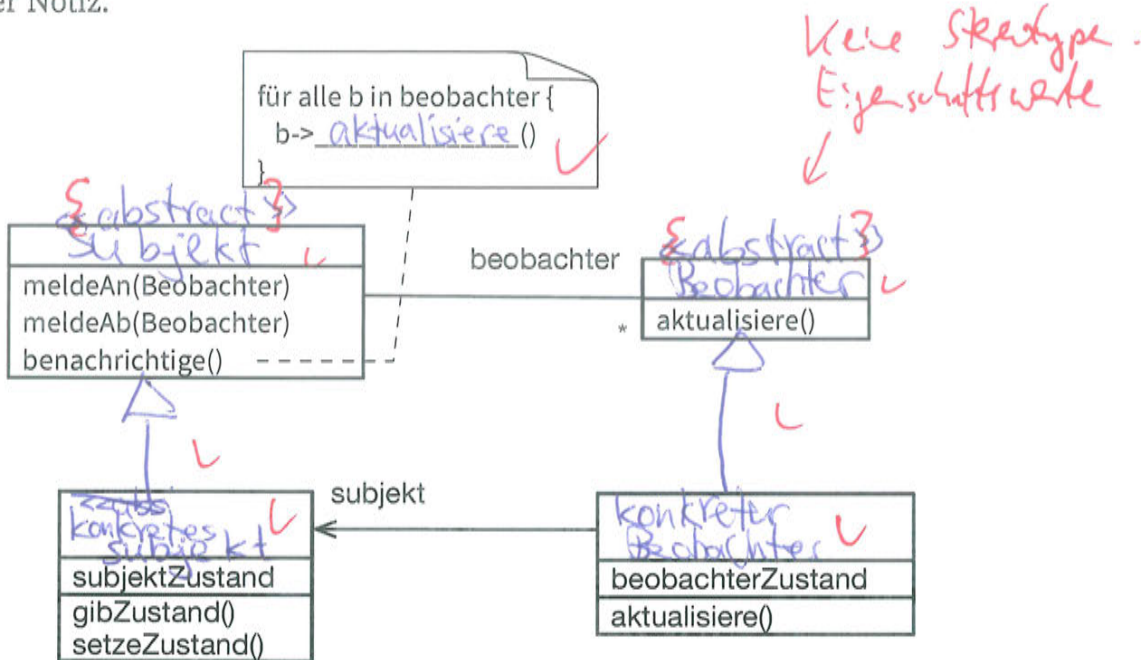 er Notiz.
Keine Stereotype.
Eigenschaftswerte
für alle b in beobachter {
b-> aktualisiere ()
}
{abstract}>>
Subjekt
meldeAn(Beobachter)
meldeAb(Beobachter)
benachrichtige()
beobachter
*
{abstract}>>
Beobachter
aktualisiere()
konkretes
subjekt
subjektZustand
gibZustand()
setzeZustand()
subjekt
konkreter
Beobachter
beobachterZustand
aktualisiere()